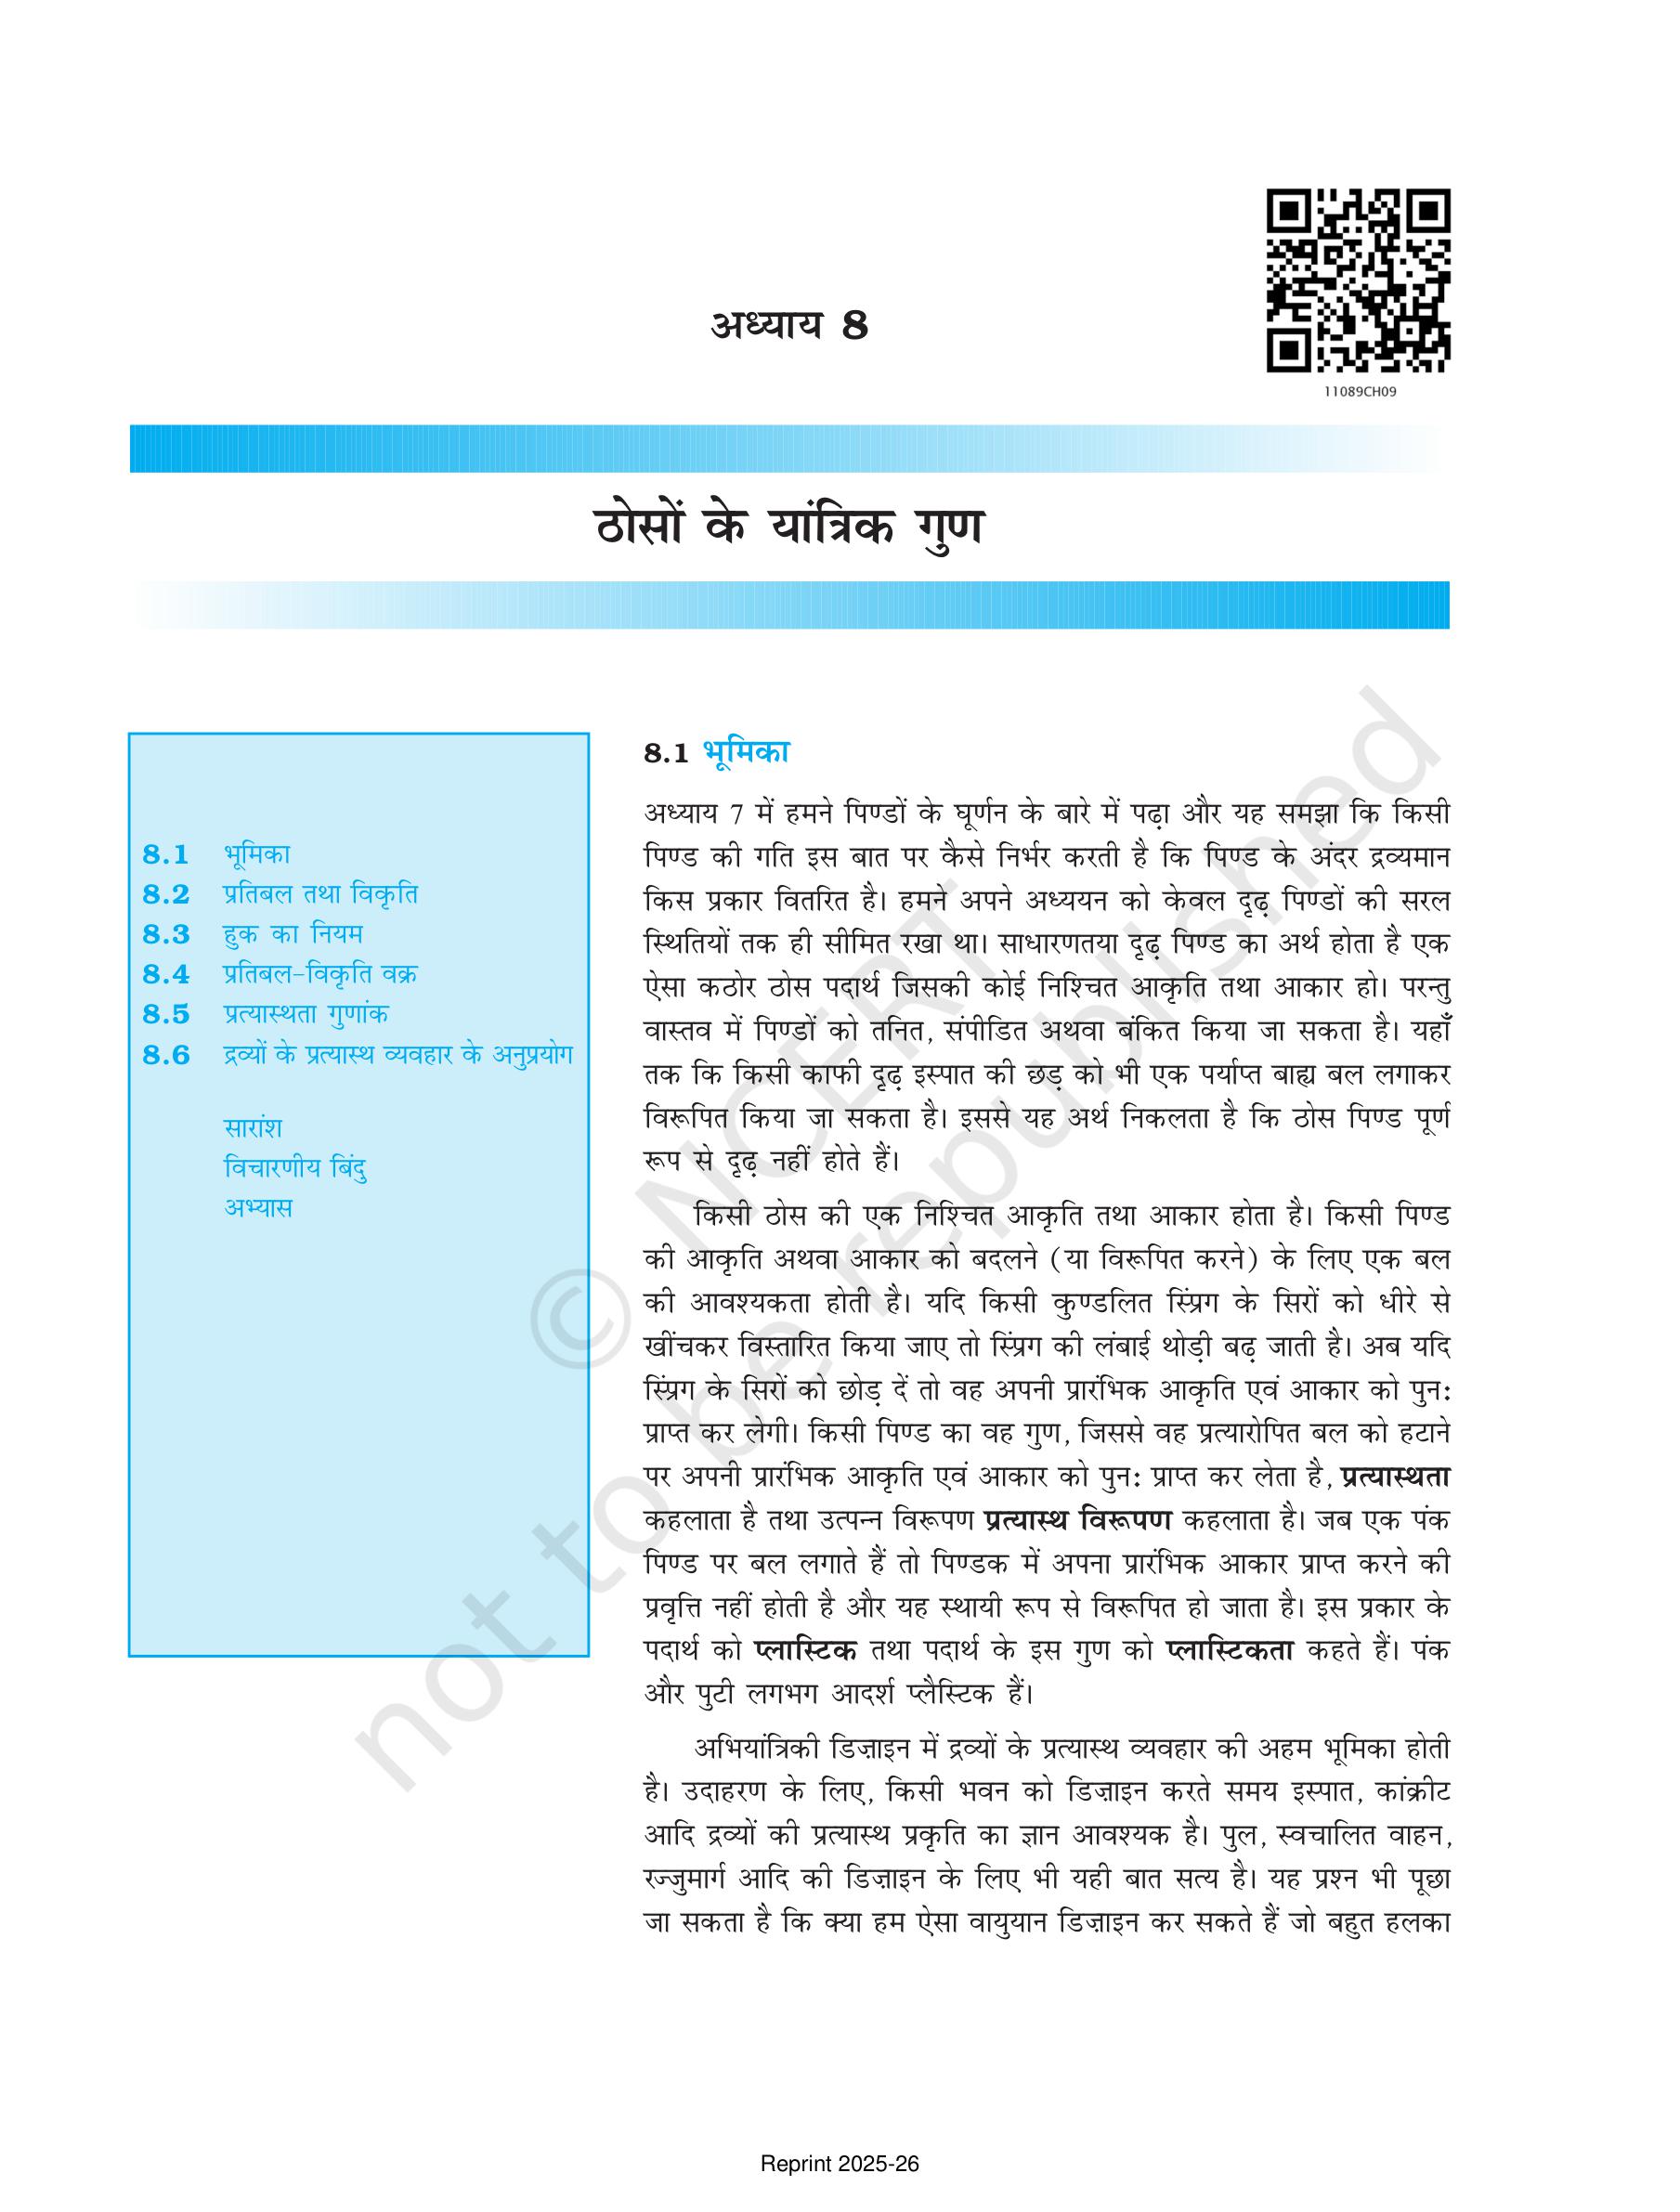 अध्याय 8
11089CH09
ठोसों के यांत्रिक गुण
8.1 भूमिका
8.2 प्रतिबल तथा विकृति
8.3 हुक का नियम
8.4 प्रतिबल-विकृति वक्र
8.5 प्रत्यास्थता गुणांक
8.6 द्रव्यों के प्रत्यास्थ व्यवहार के अनुप्रयोग
सारांश
विचारणीय बिंदु
अभ्यास
8.1 भूमिका
अध्याय 7 में हमने पिण्डों के घूर्णन के बारे में पढ़ा और यह समझा कि किसी
पिण्ड की गति इस बात पर कैसे निर्भर करती है कि पिण्ड के अंदर द्रव्यमान
किस प्रकार वितरित है। हमने अपने अध्ययन को केवल दृढ़ पिण्डों की सरल
स्थितियों तक ही सीमित रखा था। साधारणतया दृढ़ पिण्ड का अर्थ होता है एक
ऐसा कठोर ठोस पदार्थ जिसकी कोई निश्चित आकृति तथा आकार हो। परन्तु
वास्तव में पिण्डों को तनित, संपीडित अथवा बंकित किया जा सकता है। यहाँ
तक कि किसी काफी दृढ़ इस्पात की छड़ को भी एक पर्याप्त बाह्य बल लगाकर
विरूपित किया जा सकता है। इससे यह अर्थ निकलता है कि ठोस पिण्ड पूर्ण
रूप से दृढ़ नहीं होते हैं।
किसी ठोस की एक निश्चित आकृति तथा आकार होता है। किसी पिण्ड
की आकृति अथवा आकार को बदलने (या विरूपित करने) के लिए एक बल
की आवश्यकता होती है। यदि किसी कुण्डलित स्प्रिंग के सिरों को धीरे से
खींचकर विस्तारित किया जाए तो स्प्रिंग की लंबाई थोड़ी बढ़ जाती है। अब यदि
स्प्रिंग के सिरों को छोड़ दें तो वह अपनी प्रारंभिक आकृति एवं आकार को पुनः
प्राप्त कर लेगी। किसी पिण्ड का वह गुण, जिससे वह प्रत्यारोपित बल को हटाने
पर अपनी प्रारंभिक आकृति एवं आकार को पुनः प्राप्त कर लेता है, प्रत्यास्थता
कहलाता है तथा उत्पन्न विरूपण प्रत्यास्थ विरूपण कहलाता है। जब एक पंक
पिण्ड पर बल लगाते हैं तो पिण्डक में अपना प्रारंभिक आकार प्राप्त करने की
प्रवृत्ति नहीं होती है और यह स्थायी रूप से विरूपित हो जाता है। इस प्रकार के
पदार्थ को प्लास्टिक तथा पदार्थ के इस गुण को प्लास्टिकता कहते हैं। पंक
और पुटी लगभग आदर्श प्लैस्टिक हैं।
अभियांत्रिकी डिज़ाइन में द्रव्यों के प्रत्यास्थ व्यवहार की अहम भूमिका होती
है। उदाहरण के लिए, किसी भवन को डिज़ाइन करते समय इस्पात, कांक्रीट
आदि द्रव्यों की प्रत्यास्थ प्रकृति का ज्ञान आवश्यक है। पुल, स्वचालित वाहन,
रज्जुमार्ग आदि की डिज़ाइन के लिए भी यही बात सत्य है। यह प्रश्न भी पूछा
जा सकता है कि क्या हम ऐसा वायुयान डिज़ाइन कर सकते हैं जो बहुत हलका
© NCERT
not to be republished
Reprint 2025-26